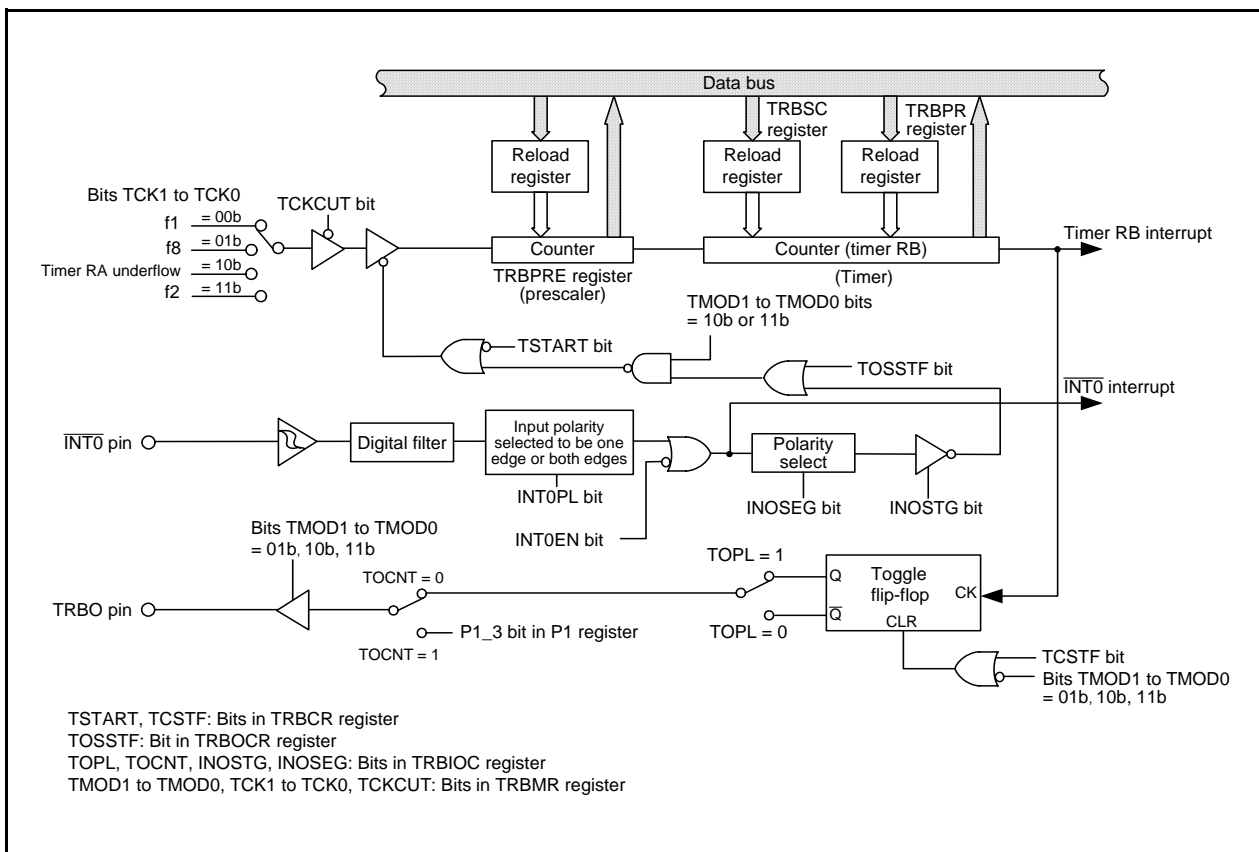 Data bus
TRBSC
register
TRBPR
register
Reload
register
Reload
register
Reload
register
Bits TCK1 to TCK0
TCKCUT bit
f1
= 00b
f8
= 01b
Timer RA underflow
= 10b
f2
= 11b
Counter
TRBPRE register
(prescaler)
Counter (timer RB)
(Timer)
Timer RB interrupt
TMOD1 to TMOD0 bits
= 10b or 11b
TSTART bit
TOSSTF bit
INT0 interrupt
INT0 pin
Digital filter
Input polarity
selected to be one
edge or both edges
Polarity
select
INT0PL bit
INOSEG bit
INOSTG bit
INT0EN bit
Bits TMOD1 to TMOD0
= 01b, 10b, 11b
TOCNT = 0
TOPL = 1
Q
Toggle
flip-flop
CK
TRBO pin
Q
CLR
P1_3 bit in P1 register
TOPL = 0
TOCNT = 1
TCSTF bit
Bits TMOD1 to TMOD0
= 01b, 10b, 11b
TSTART, TCSTF: Bits in TRBCR register
TOSSTF: Bit in TRBOCR register
TOPL, TOCNT, INOSTG, INOSEG: Bits in TRBIOC register
TMOD1 to TMOD0, TCK1 to TCK0, TCKCUT: Bits in TRBMR register